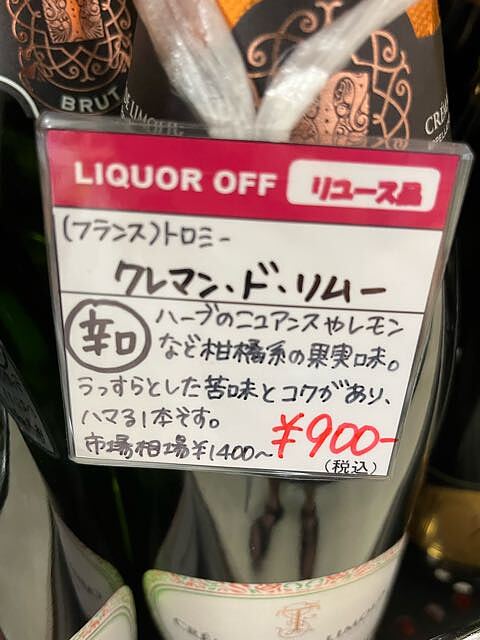 BRUT
LIQUOR OFF リユース品
(フランス)トロミー
クレマン・ド・リムー
辛口
ハーブのニュアンスやレモン
など柑橘系の果実味。
うっすらとした苦味とコクがあり、
ハマる1本です。
市場相場¥1400〜
¥900-
(税込)